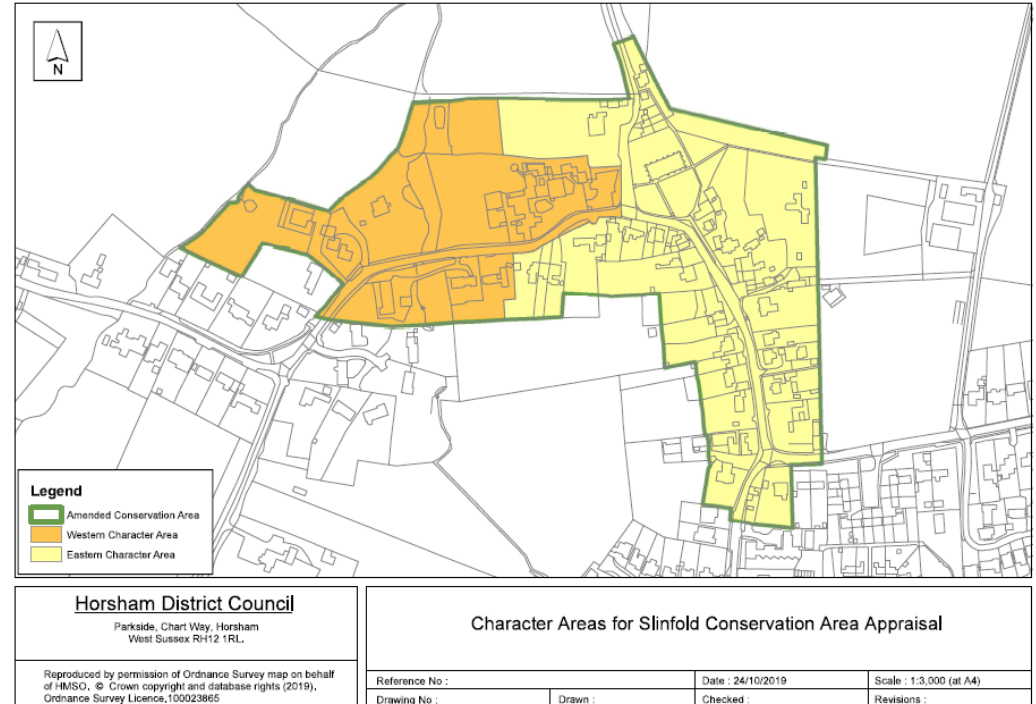 N
Legend
Amended Conservation Area
Western Character Area
Eastern Character Area
Horsham District Council
Parkside, Chart Way, Horsham
West Sussex RH12 1RL.
Reproduced by permission of Ordnance Survey map on behalf
of HMSO. © Crown copyright and database rights (2019).
Ordnance Survey Licence.100023865
Character Areas for Slinfold Conservation Area Appraisal
Reference No :
Date : 24/10/2019
Scale : 1:3,000 (at A4)
Drawing No :
Drawn :
Checked :
Revisions :